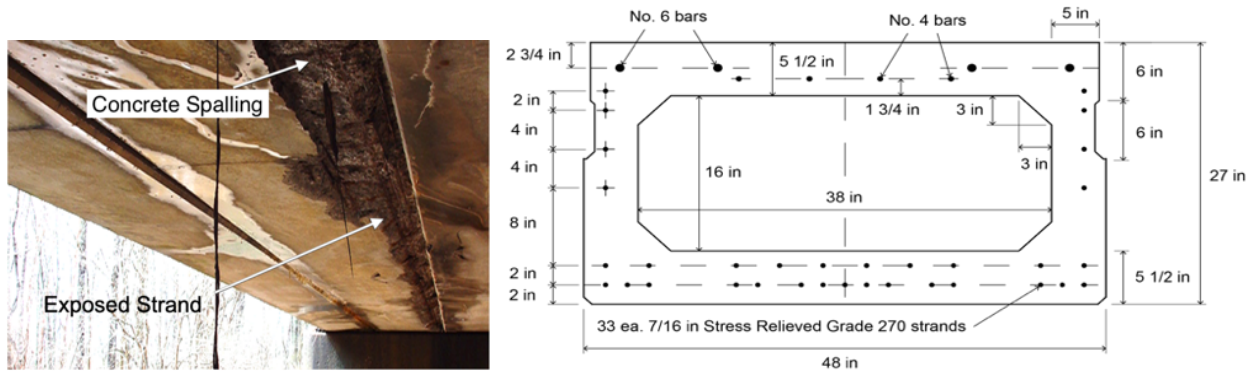 Concrete Spalling
Exposed Strand
No. 6 bars
No. 4 bars
5 in
2 3/4 in
5 1/2 in
6 in
2 in
1 3/4 in
3 in
4 in
6 in
4 in
3 in
16 in
27 in
38 in
8 in
2 in
5 1/2 in
2 in
33 ea. 7/16 in Stress Relieved Grade 270 strands
48 in